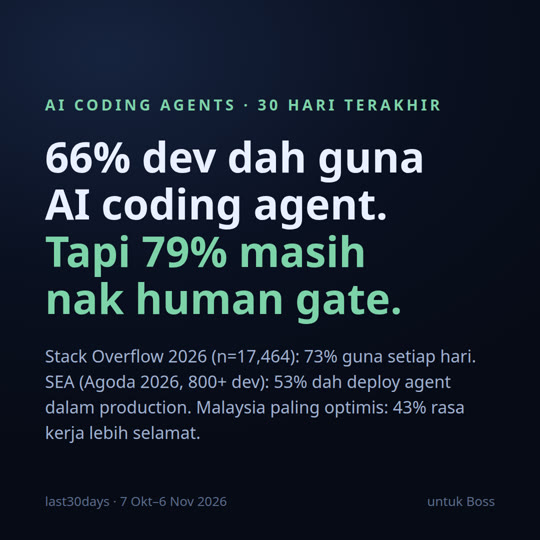 AI CODING AGENTS · 30 HARI TERAKHIR
66% dev dah guna
AI coding agent.
Tapi 79% masih
nak human gate.
Stack Overflow 2026 (n=17,464): 73% guna setiap hari.
SEA (Agoda 2026, 800+ dev): 53% dah deploy agent
dalam production. Malaysia paling optimis: 43% rasa
kerja lebih selamat.
last30days · 7 Okt–6 Nov 2026
untuk Boss